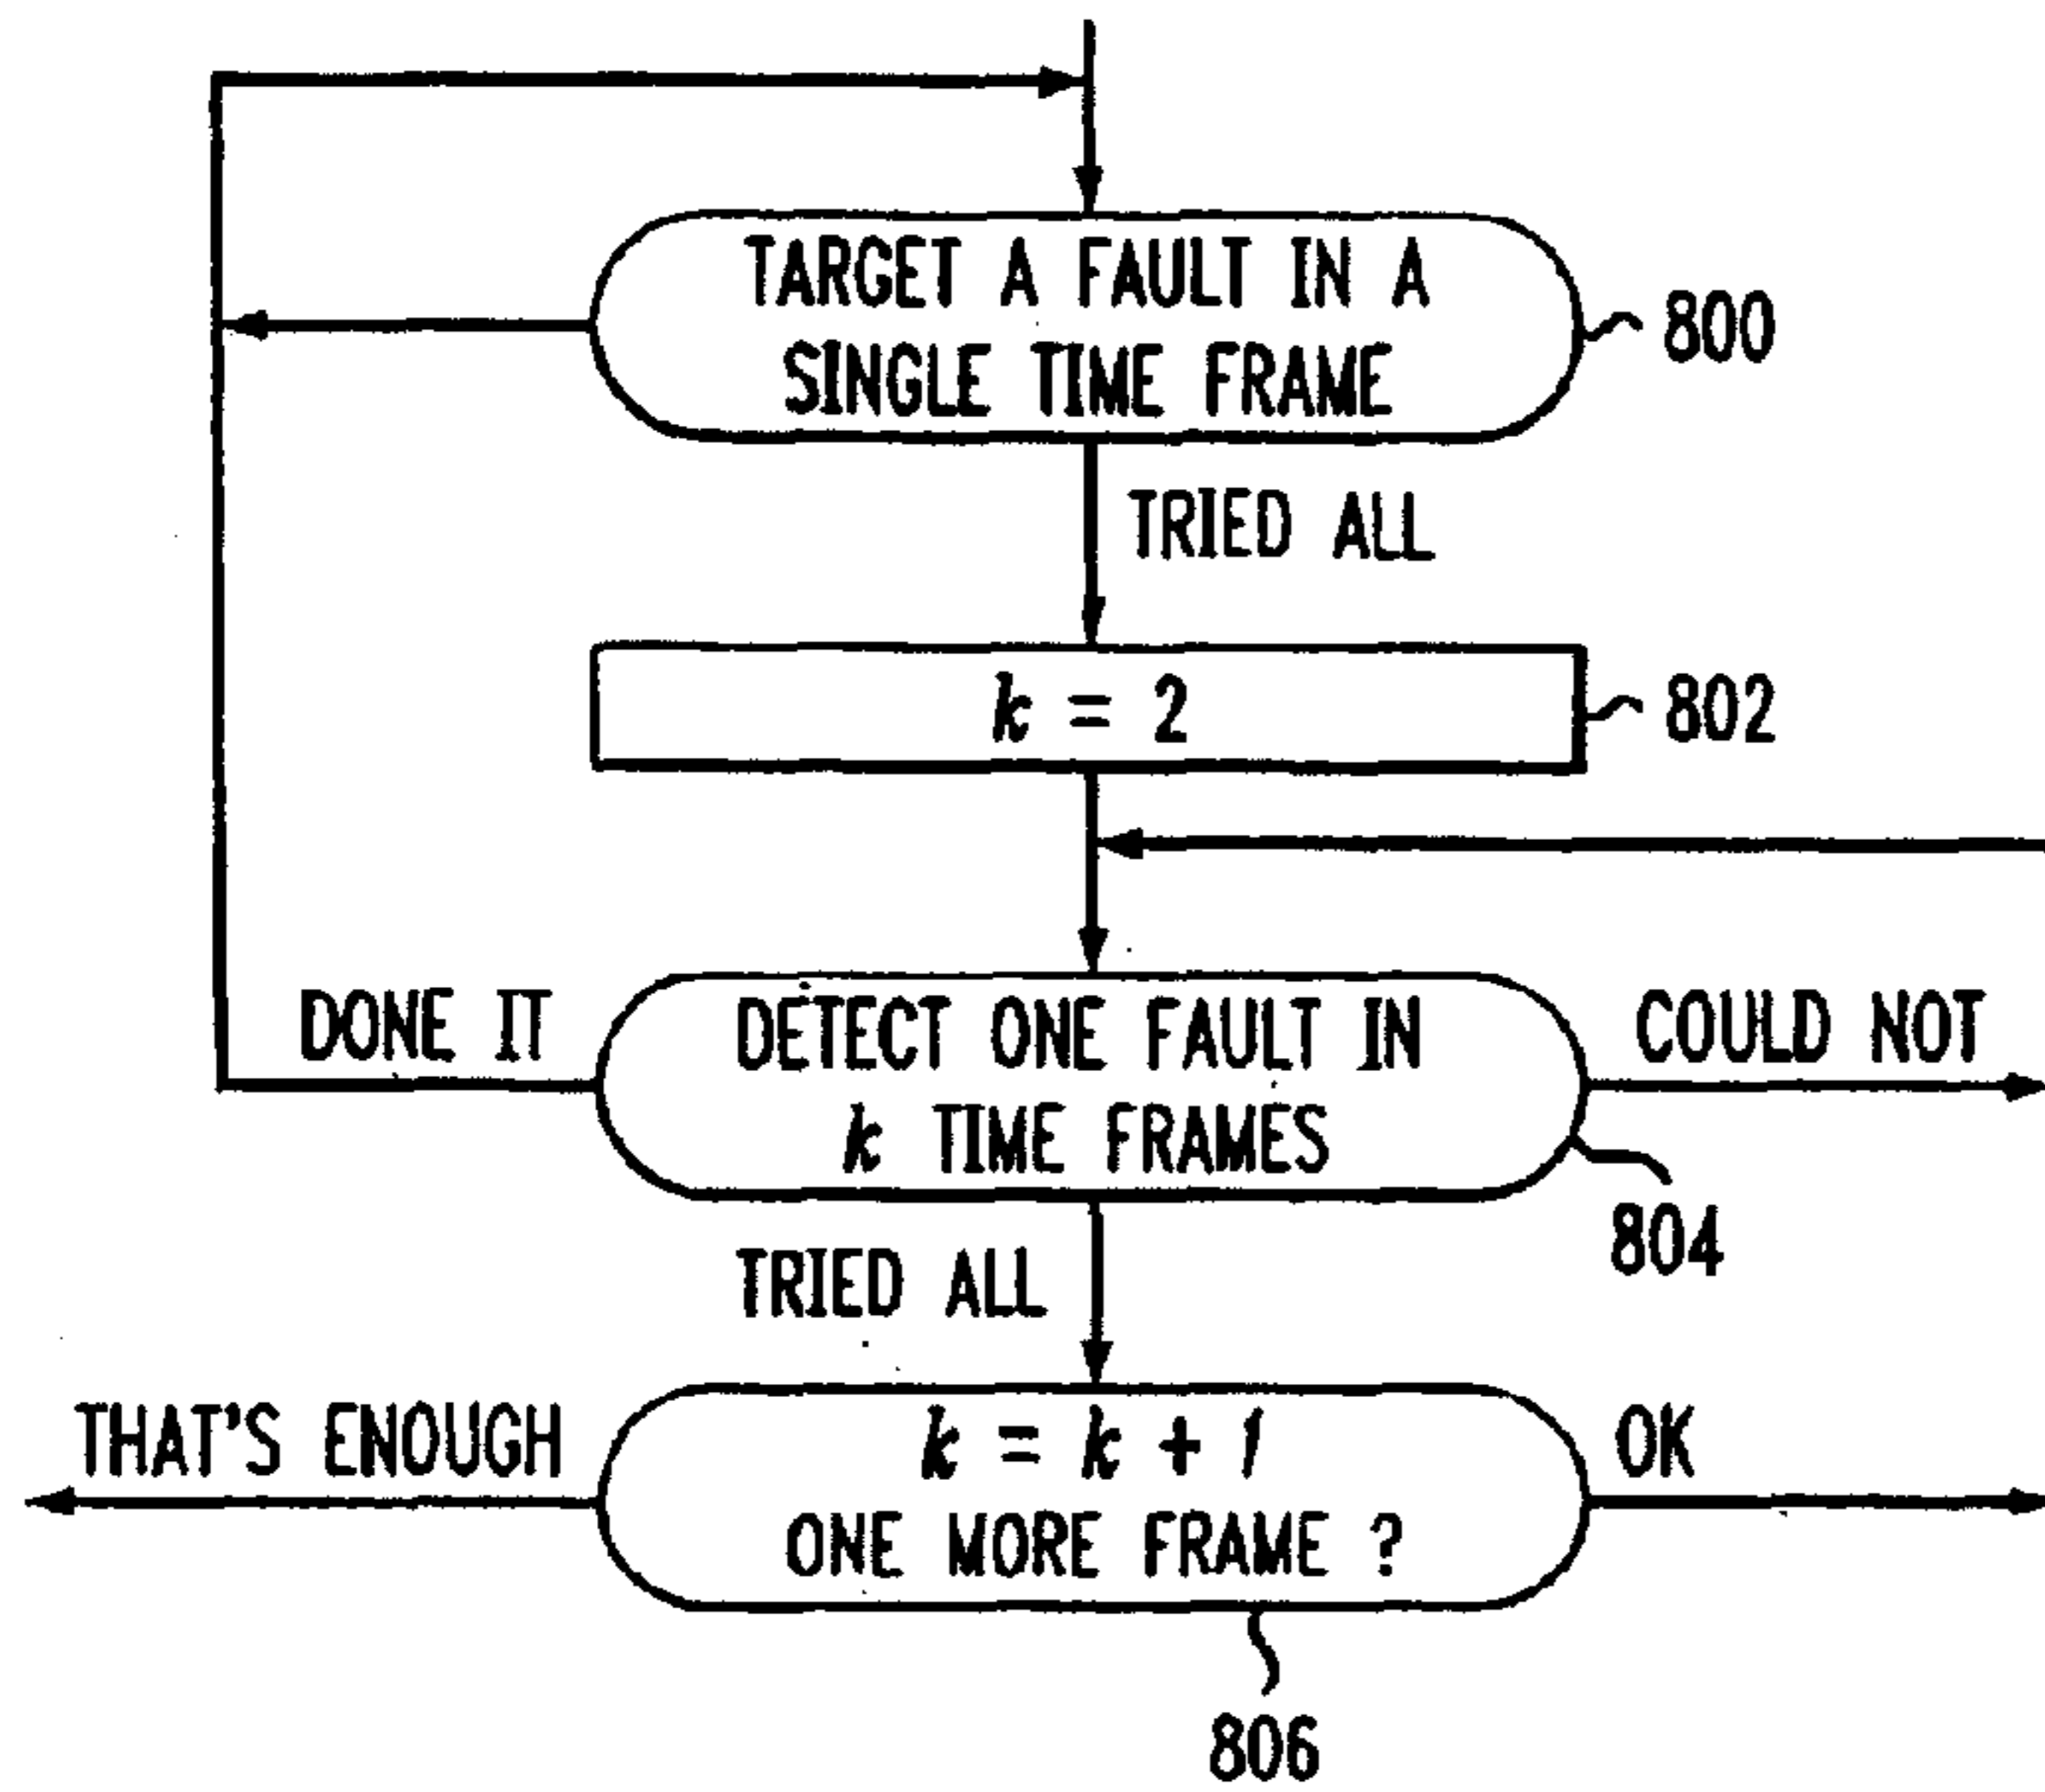 TARGET A FAULT IN A
SINGLE TIME FRAME
800
TRIED ALL
k = 2
802
DONE IT
DETECT ONE FAULT IN
k TIME FRAMES
COULD NOT
804
TRIED ALL
THAT'S ENOUGH
k = k + 1
ONE MORE FRAME ?
OK
806